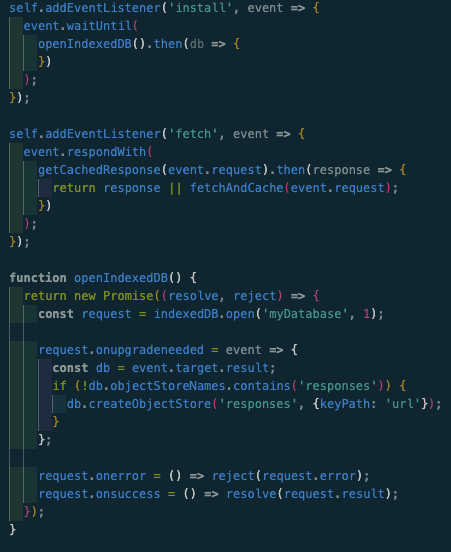 self.addEventListener('install', event => {
  event.waitUntil(
    openIndexedDB().then(db => {
    })
  );
});

self.addEventListener('fetch', event => {
  event.respondWith(
    getCachedResponse(event.request).then(response => {
      return response || fetchAndCache(event.request);
    })
  );
});

function openIndexedDB() {
  return new Promise((resolve, reject) => {
    const request = indexedDB.open('myDatabase', 1);

    request.onupgradeneeded = event => {
      const db = event.target.result;
      if (!db.objectStoreNames.contains('responses')) {
        db.createObjectStore('responses', {keyPath: 'url'});
      }
    };

    request.onerror = () => reject(request.error);
    request.onsuccess = () => resolve(request.result);
  });
}